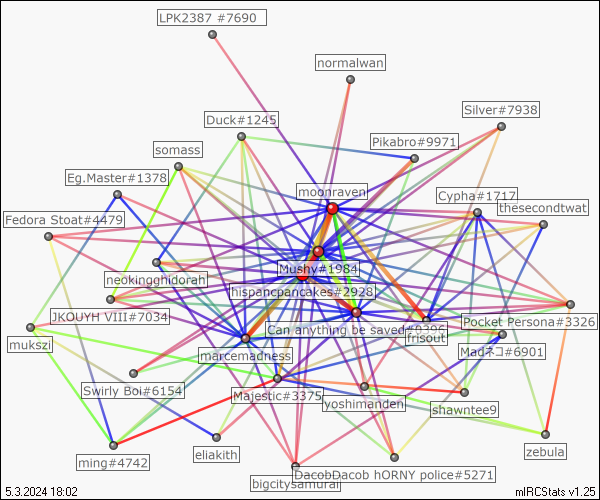 LPK2387 #7690
normalwan
Silver#7938
Duck#1245
Pikabro#9971
somass
Eg.Master#1378
moonraven
Cypha#1717
thesecondtwat
Fedora Stoat#4479
Mushy#1984
neokingghidorah
hispancpancakes#2928
JKOUYH VIII#7034
Can anything be saved#0396
Pocket Persona#3326
frisout
mukszi
marcemadness
Madネコ#6901
Swirly Boi#6154
Majestic#3375
yoshimanden
shawntee9
eliakith
zebula
ming#4742
DacobDacob hORNY police#5271
bigcitysamurai
5.3.2024 18:02
mIRCStats v1.25